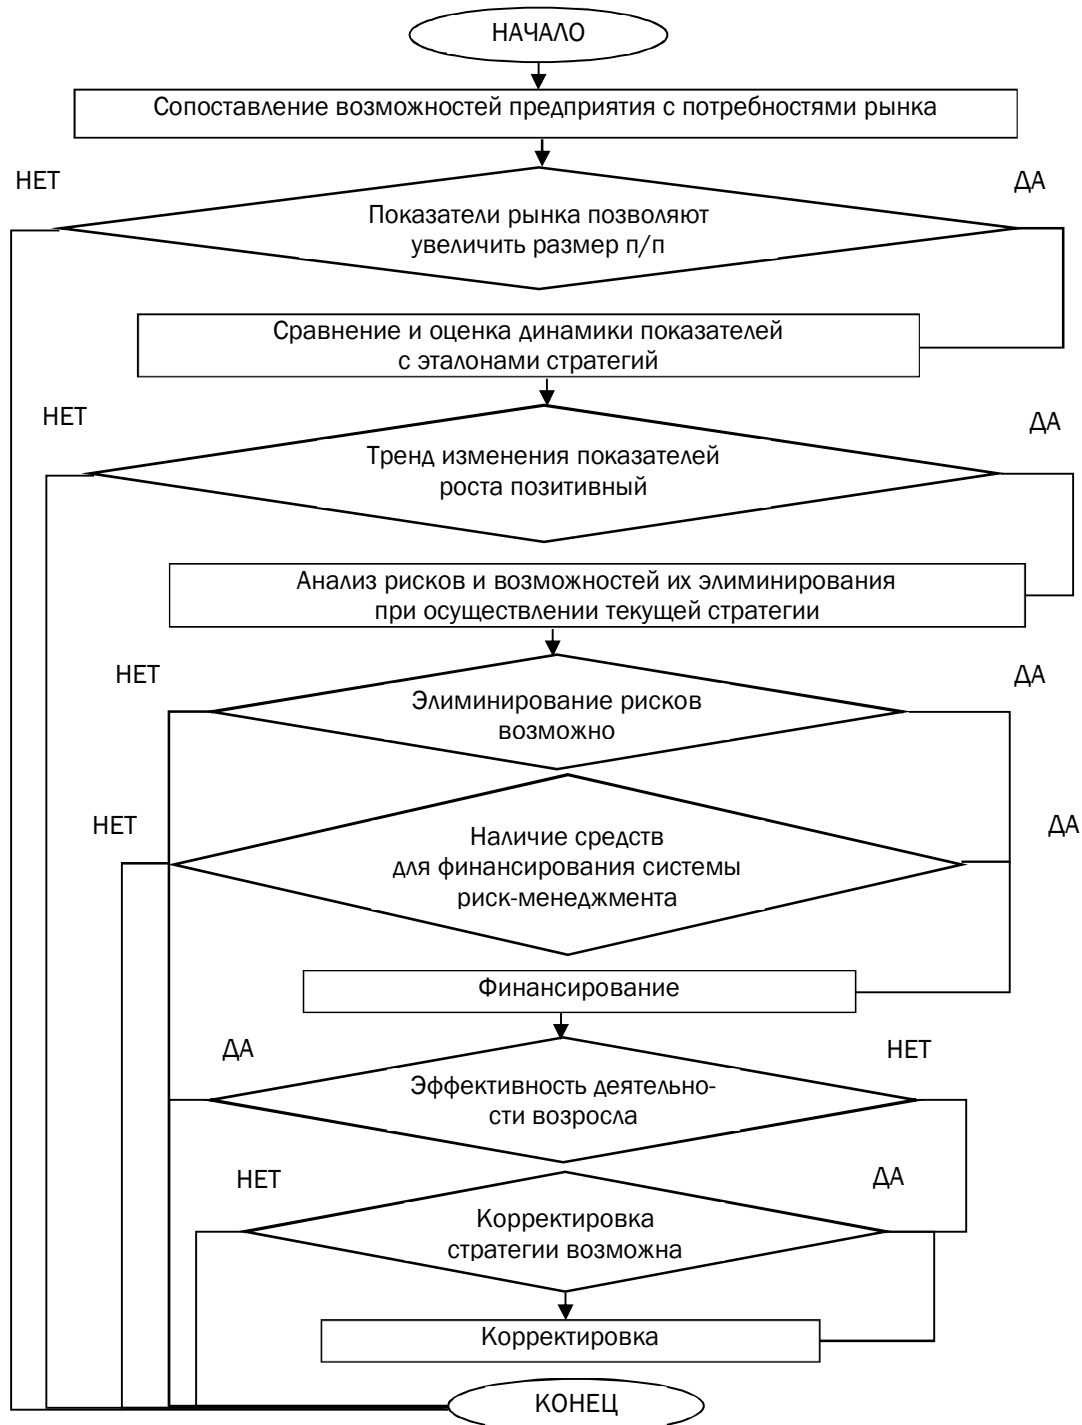 НАЧАЛО
Сопоставление возможностей предприятия с потребностями рынка
НЕТ
ДА
Показатели рынка позволяют
увеличить размер п/п
Сравнение и оценка динамики показателей
с эталонами стратегий
НЕТ
ДА
Тренд изменения показателей
роста позитивный
Анализ рисков и возможностей их элиминирования
при осуществлении текущей стратегии
НЕТ
ДА
Элиминирование рисков
возможно
НЕТ
ДА
Наличие средств
для финансирования системы
риск-менеджмента
Финансирование
ДА
НЕТ
Эффективность деятельно-
сти возросла
НЕТ
ДА
Корректировка
стратегии возможна
Корректировка
КОНЕЦ